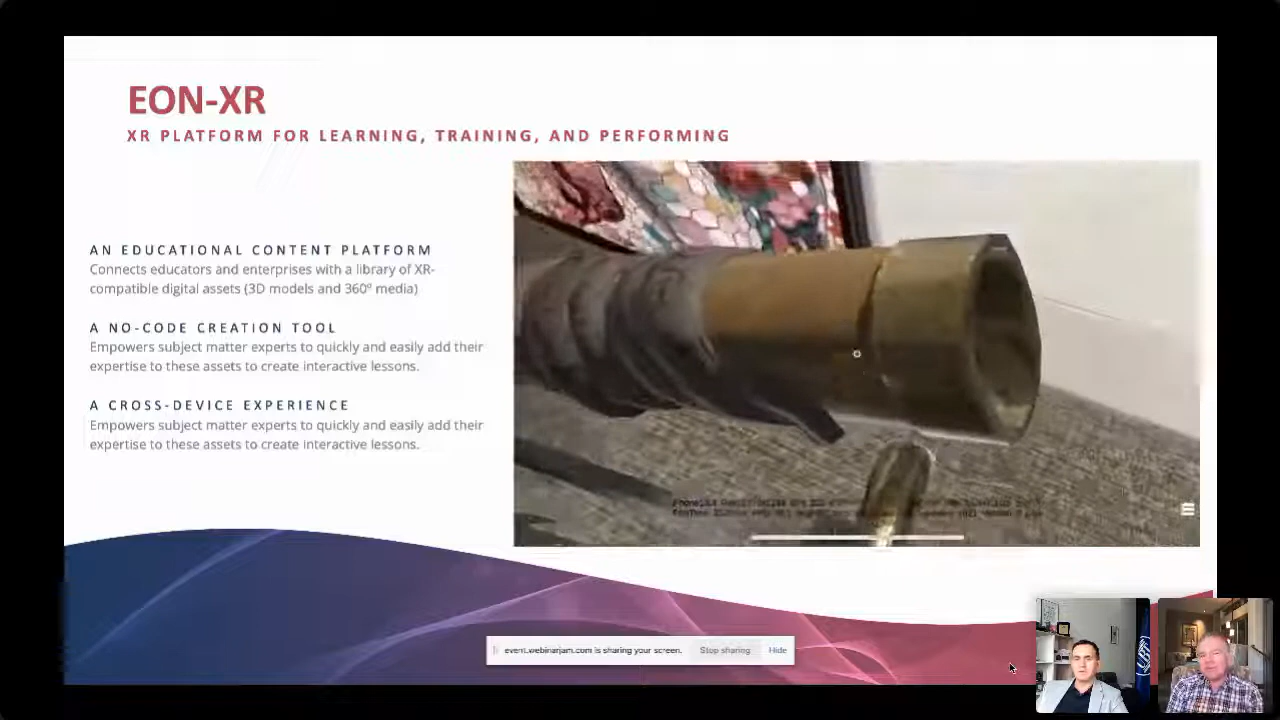 EON-XR
XR PLATFORM FOR LEARNING, TRAINING, AND PERFORMING
AN EDUCATIONAL CONTENT PLATFORM
Connects educators and enterprises with a library of XR-
compatible digital assets (3D models and 360º media)
A NO-CODE CREATION TOOL
Empowers subject matter experts to quickly and easily add their
expertise to these assets to create interactive lessons.
A CROSS-DEVICE EXPERIENCE
Empowers subject matter experts to quickly and easily add their
expertise to these assets to create interactive lessons.
event.webinarjam.com is sharing your screen.
Stop sharing
Hide